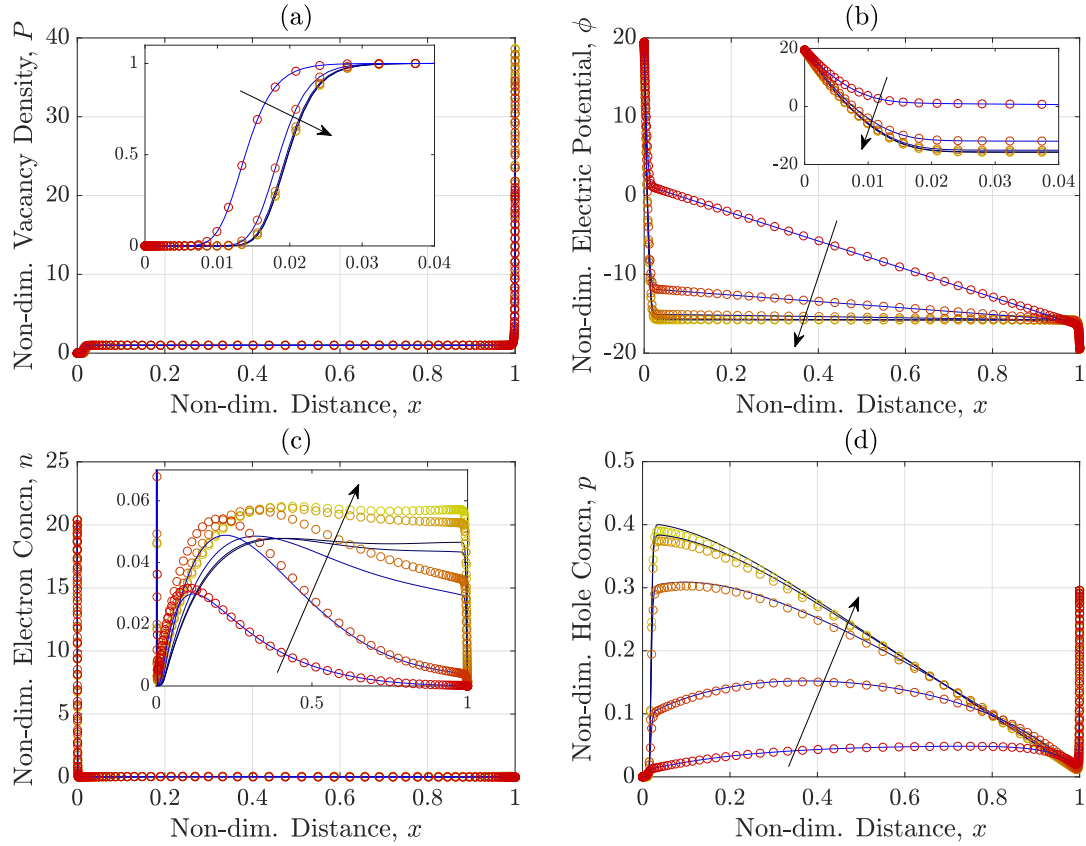 (a)
Non-dim. Vacancy Density, P
40
30
20
10
0
0 0.2 0.4 0.6 0.8 1
Non-dim. Distance, x
1
0.5
0
0 0.01 0.02 0.03 0.04
(b)
Non-dim. Electric Potential, ϕ
20
10
0
-10
-20
0 0.2 0.4 0.6 0.8 1
Non-dim. Distance, x
20
0
-20
0 0.01 0.02 0.03 0.04
(c)
Non-dim. Electron Concn, n
25
20
15
10
5
0
0 0.2 0.4 0.6 0.8 1
Non-dim. Distance, x
0.06
0.04
0.02
0
0 0.5 1
(d)
Non-dim. Hole Concn, p
0.5
0.4
0.3
0.2
0.1
0
0 0.2 0.4 0.6 0.8 1
Non-dim. Distance, x